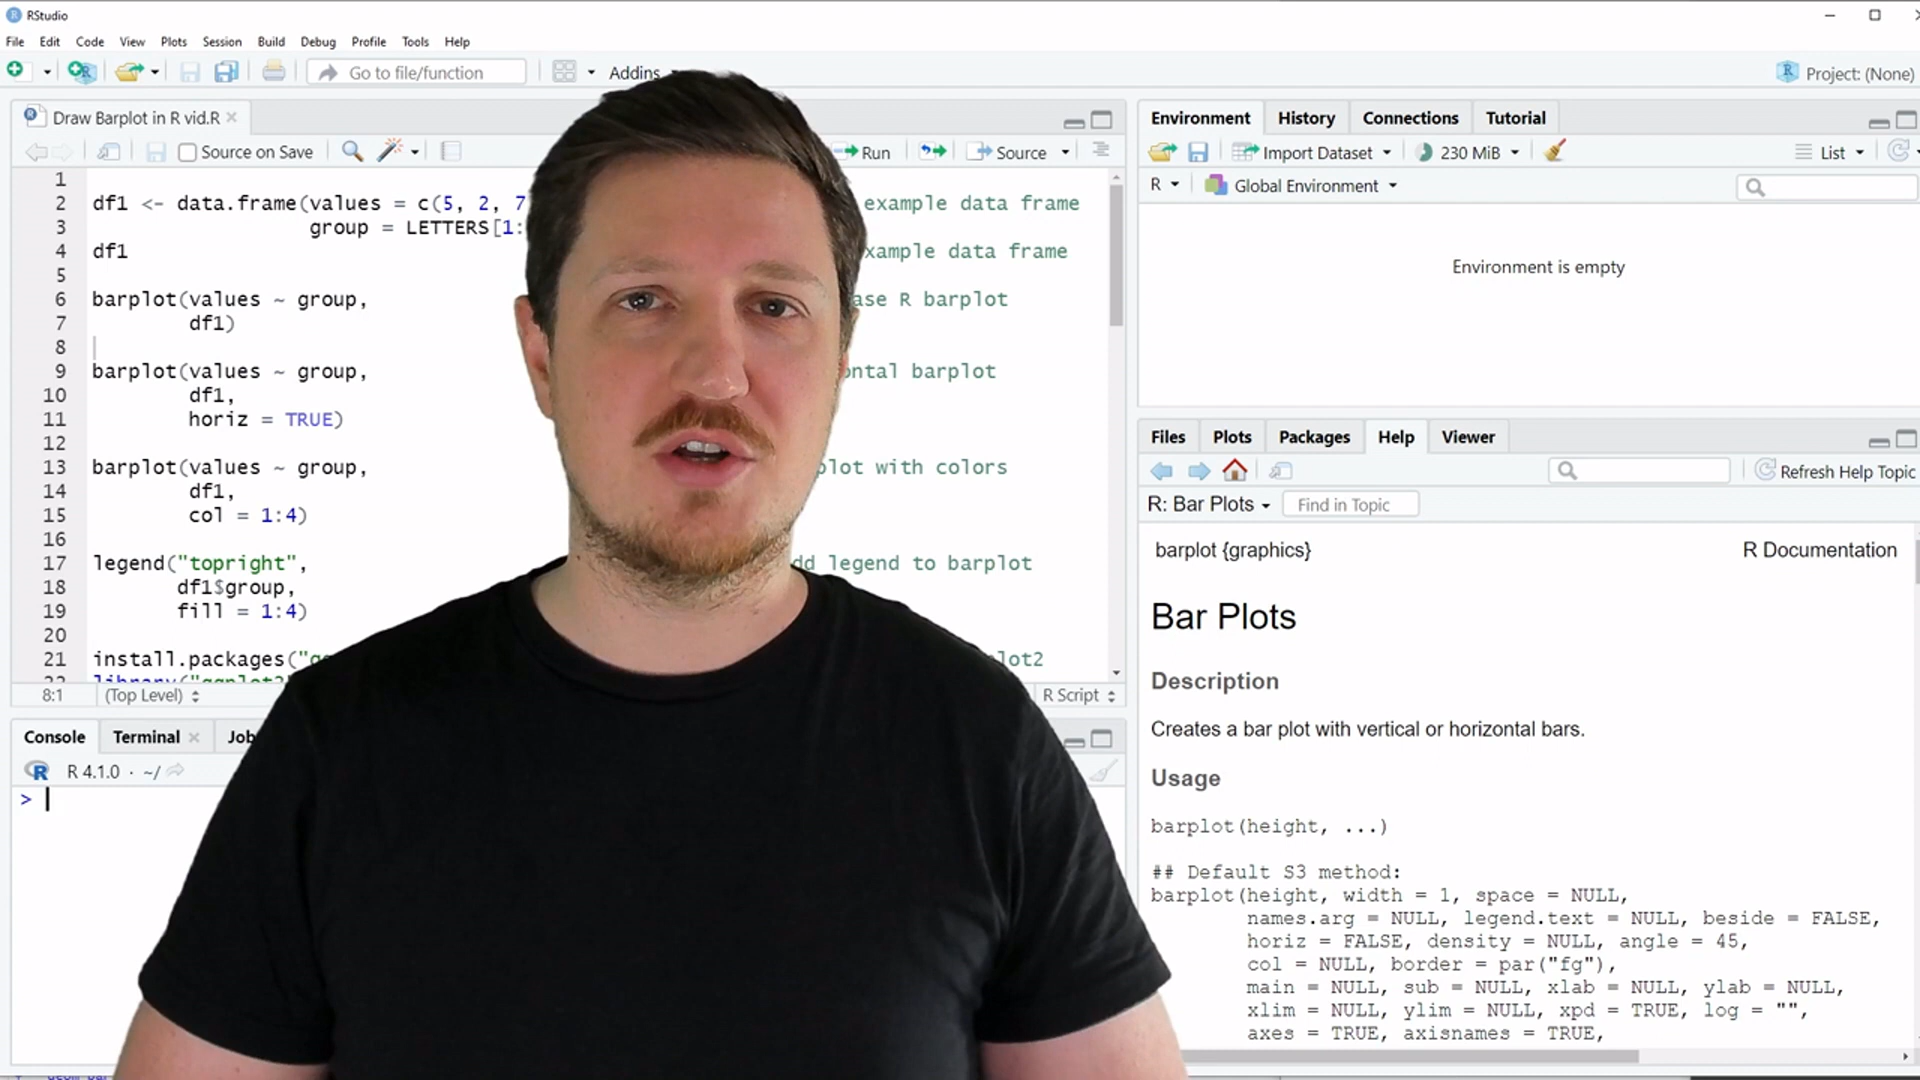 RStudio
File Edit Code View Plots Session Build Debug Profile Tools Help
Go to file/function Addins Project: (None)
Draw Barplot in R vid.R
Source on Save Run Source
1
2 df1 <- data.frame(values = c(5, 2, 7 example data frame
3 group = LETTERS[1: 
4 df1 example data frame
5
6 barplot(values ~ group, R barplot
7 df1)
8
9 barplot(values ~ group, barplot
10 df1,
11 horiz = TRUE)
12
13 barplot(values ~ group, plot with colors
14 df1,
15 col = 1:4)
16
17 legend("topright", legend to barplot
18 df1$group,
19 fill = 1:4)
20
21 install.packages("
8:1 (Top Level) R Script
Console Terminal
R 4.1.0 · ~/
>
Environment History Connections Tutorial
Import Dataset 230 MiB List
R Global Environment
Environment is empty
Files Plots Packages Help Viewer
Refresh Help Topic
R: Bar Plots Find in Topic
barplot {graphics} R Documentation
Bar Plots
Description
Creates a bar plot with vertical or horizontal bars.
Usage
barplot(height, ...)
## Default S3 method:
barplot(height, width = 1, space = NULL,
names.arg = NULL, legend.text = NULL, beside = FALSE,
horiz = FALSE, density = NULL, angle = 45,
col = NULL, border = par("fg"),
main = NULL, sub = NULL, xlab = NULL, ylab = NULL,
xlim = NULL, ylim = NULL, xpd = TRUE, log = "",
axes = TRUE, axisnames = TRUE,